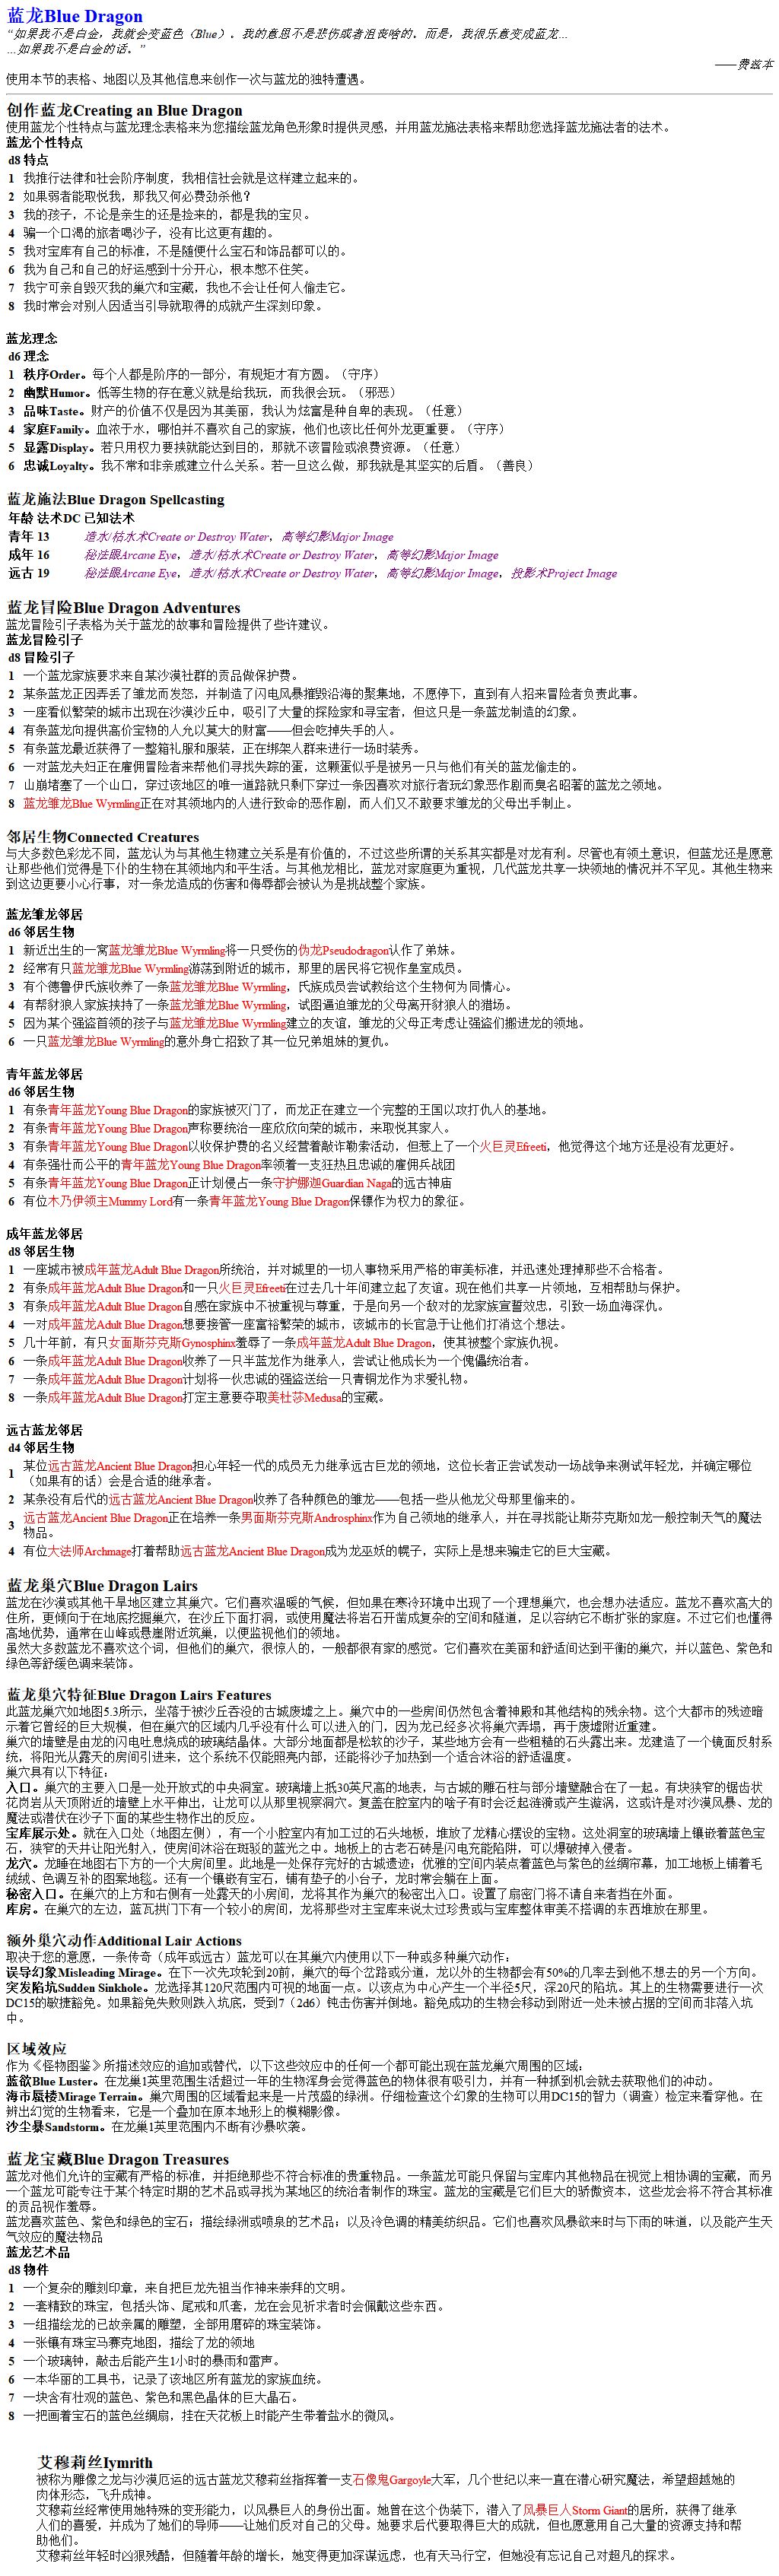 蓝龙Blue Dragon
“如果我不是白金，我就会变蓝色（Blue）. 我的意思不是悲伤或者沮丧啥的. 而是，我很乐意变成蓝龙...
...如果我不是白金的话. ”
——费兹本
使用本节的表格、地图以及其他信息来创作一次与蓝龙的独特遭遇。
创作蓝龙Creating an Blue Dragon
使用蓝龙个性特点与蓝龙理念表格来为您描绘蓝龙角色形象时提供灵感，并用蓝龙施法表格来帮助您选择蓝龙施法者的法术。
蓝龙个性特点
d8 特点
1 我推行法律和社会阶序制度，我相信社会就是这样建立起来的。
2 如果弱者能取悦我，那我又何必费劲杀他？
3 我的孩子，不论是亲生的还是捡来的，都是我的宝贝。
4 骗一个口渴的旅者喝沙子，没有比这更有趣的。
5 我对宝库有自己的标准，不是随便什么宝石和饰品都可以的。
6 我为自己和自己的好运感到十分开心，根本憋不住笑。
7 我宁可亲自毁灭我的巢穴和宝藏，我也不会让任何人偷走它。
8 我时常会对别人因适当引导就取得的成就产生深刻印象。
蓝龙理念
d6 理念
1 秩序Order。每个人都是阶序的一部分，有规矩才有方圆。（守序）
2 幽默Humor。低等生物的存在意义就是给我玩，而我很会玩。（邪恶）
3 品味Taste。财产的价值不仅是因为其美丽，我认为炫富是种自卑的表现。（任意）
4 家庭Family。血浓于水，哪怕并不喜欢自己的家族，他们也该比任何外龙更重要。（守序）
5 显露Display。若只用权力要挟就能达到目的，那就不该冒险或浪费资源。（任意）
6 忠诚Loyalty。我不常和非亲戚建立什么关系。若一旦这么做，那我就是其坚实的后盾。（善良）
蓝龙施法Blue Dragon Spellcasting
年龄 法术DC 已知法术
青年 13 造水/枯水术Create or Destroy Water，高等幻影Major Image
成年 16 秘法眼Arcane Eye，造水/枯水术Create or Destroy Water，高等幻影Major Image
远古 19 秘法眼Arcane Eye，造水/枯水术Create or Destroy Water，高等幻影Major Image，投影术Project Image
蓝龙冒险Blue Dragon Adventures
蓝龙冒险引子表格为关于蓝龙的故事和冒险提供了些许建议。
蓝龙冒险引子
d8 冒险引子
1 一个蓝龙家族要求来自某沙漠社群的贡品做保护费。
2 某条蓝龙正因弄丢了雏龙而发怒，并制造了闪电风暴摧毁沿海的聚集地，不愿停下，直到有人招来冒险者负责此事。
3 一座看似繁荣的城市出现在沙漠沙丘中，吸引了大量的探险家和寻宝者，但这只是一条蓝龙制造的幻象。
4 有条蓝龙向提供高价宝物的人允以莫大的财富——但会吃掉失手的人。
5 有条蓝龙最近获得了一整箱礼服和服装，正在绑架人群来进行一场时装秀。
6 一对蓝龙夫妇正在雇佣冒险者来帮他们寻找失踪的蛋，这颗蛋似乎是被另一只与他们有关的蓝龙偷走的。
7 山崩堵塞了一个山口，穿过该地区的唯一道路就只剩下穿过一条因喜欢对旅行者玩幻象恶作剧而臭名昭著的蓝龙之领地。
8 蓝龙雏龙Blue Wyrmling正在对其领地内的人进行致命的恶作剧，而人们又不敢要求雏龙的父母出手制止。
邻居生物Connected Creatures
与大多数色彩龙不同，蓝龙认为与其他生物建立关系是有价值的，不过这些所谓的关系其实都是对龙有利。尽管也有领土意识，但蓝龙还是愿意
让那些他们觉得是下仆的生物在其领地内和平生活。与其他龙相比，蓝龙对家庭更为重视，几代蓝龙共享一块领地的情况并不罕见。其他生物来
到这边更要小心行事，对一条龙造成的伤害和侮辱都会被认为是挑战整个家族。
蓝龙雏龙邻居
d6 邻居生物
1 新近出生的一窝蓝龙雏龙Blue Wyrmling将一只受伤的伪龙Pseudodragon认作了弟妹。
2 经常有只蓝龙雏龙Blue Wyrmling游荡到附近的城市，那里的居民将它视作皇室成员。
3 有个德鲁伊氏族收养了一条蓝龙雏龙Blue Wyrmling，氏族成员尝试教给这个生物何为同情心。
4 有帮豺狼人家族挟持了一条蓝龙雏龙Blue Wyrmling，试图逼迫雏龙的父母离开豺狼人的猎场。
5 因为某个强盗首领的孩子与蓝龙雏龙Blue Wyrmling建立的友谊，雏龙的父母正考虑让强盗们搬进龙的领地。
6 一只蓝龙雏龙Blue Wyrmling的意外身亡招致了其一位兄弟姐妹的复仇。
青年蓝龙邻居
d6 邻居生物
1 有条青年蓝龙Young Blue Dragon的家族被灭门了，而龙正在建立一个完整的王国以攻打仇人的基地。
2 有条青年蓝龙Young Blue Dragon声称要统治一座欣欣向荣的城市，来取悦其家人。
3 有条青年蓝龙Young Blue Dragon以收保护费的名义经营着敲诈勒索活动，但惹上了一个火巨灵Efreeti，他觉得这个地方还是没有龙更好。
4 有条强壮而公平的青年蓝龙Young Blue Dragon率领着一支狂热且忠诚的雇佣兵战团
5 有条青年蓝龙Young Blue Dragon正计划侵占一条守护娜迦Guardian Naga的远古神庙
6 有位木乃伊领主Mummy Lord有一条青年蓝龙Young Blue Dragon保镖作为权力的象征。
成年蓝龙邻居
d8 邻居生物
1 一座城市被成年蓝龙Adult Blue Dragon所统治，并对城里的一切人事物采用严格的审美标准，并迅速处理掉那些不合格者。
2 有条成年蓝龙Adult Blue Dragon和一只火巨灵Efreeti在过去几十年间建立起了友谊。现在他们共享一片领地，互相帮助与保护。
3 有条成年蓝龙Adult Blue Dragon自感在家族中不被重视与尊重，于是向另一个敌对的龙家族宣誓效忠，引致一场血海深仇。
4 一对成年蓝龙Adult Blue Dragon想要接管一座富裕繁荣的城市，该城市的长官急于让他们打消这个想法。
5 几十年前，有只女面斯芬克斯Gynosphinx羞辱了一条成年蓝龙Adult Blue Dragon，使其被整个家族仇视。
6 一条成年蓝龙Adult Blue Dragon收养了一只半蓝龙作为继承人，尝试让他成长为一个傀儡统治者。
7 一条成年蓝龙Adult Blue Dragon计划将一伙忠诚的强盗送给一只青铜龙作为求爱礼物。
8 一条成年蓝龙Adult Blue Dragon打定主意要夺取美杜莎Medusa的宝藏。
远古蓝龙邻居
d4 邻居生物
1 某位远古蓝龙Ancient Blue Dragon担心年轻一代的成员无力继承远古巨龙的领地，这位长者正尝试发动一场战争来测试年轻龙，并确定哪位
（如果有的话）会是合适的继承者。
2 某条没有后代的远古蓝龙Ancient Blue Dragon收养了各种颜色的雏龙——包括一些从他龙父母那里偷来的。
3 远古蓝龙Ancient Blue Dragon正在培养一条男面斯芬克斯Androsphinx作为自己领地的继承人，并在寻找能让斯芬克斯如龙一般控制天气的魔法
物品。
4 有位大法师Archmage打着帮助远古蓝龙Ancient Blue Dragon成为龙巫妖的幌子，实际上是想来骗走它的巨大宝藏。
蓝龙巢穴Blue Dragon Lairs
蓝龙在沙漠或其他干旱地区建立其巢穴。它们喜欢温暖的气候，但如果在寒冷环境中出现了一个理想巢穴，也会想办法适应。蓝龙不喜欢高大的
住所，更倾向于在地底挖掘巢穴，在沙丘下面打洞，或使用魔法将岩石开凿成复杂的空间和隧道，足以容纳它不断扩张的家庭。不过它们也懂得
高地优势，通常在山峰或悬崖附近筑巢，以便监视他们的领地。
虽然大多数蓝龙不喜欢这个词，但他们的巢穴，很惊人的，一般都很有家的感觉。它们喜欢在美丽和舒适间达到平衡的巢穴，并以蓝色、紫色和
绿色等舒缓色调来装饰。
蓝龙巢穴特征Blue Dragon Lairs Features
此蓝龙巢穴如地图5.3所示，坐落于被沙丘吞没的古城废墟之上。巢穴中的一些房间仍然包含着神殿和其他结构的残余物。这个大都市的残迹暗
示着它曾经的巨大规模，但在巢穴的区域内几乎没有什么可以进入的门，因为龙已经多次将巢穴弄塌，再于废墟附近重建。
巢穴的墙壁是由龙的闪电吐息烧成的玻璃结晶体。大部分地面都是松软的沙子，某些地方会有一些粗糙的石头露出来。龙建造了一个镜面反射系
统，将阳光从露天的房间引进来，这个系统不仅能照亮内部，还能将沙子加热到一个适合沐浴的舒适温度。
巢穴具有以下特征：
入口。巢穴的主要入口是一处开放式的中央洞室。玻璃墙上抵30英尺高的地表，与古城的雕石柱与部分墙壁融合在了一起。有块狭窄的锯齿状
花岗岩从天顶附近的墙壁上水平伸出，让龙可以从那里视察洞穴。复盖在腔室内的啥子有时会泛起涟漪或产生漩涡，这或许是对沙漠风暴、龙的
魔法或潜伏在沙子下面的某些生物作出的反应。
宝库展示处。就在入口处（地图左侧），有一个小腔室内有加工过的石头地板，堆放了龙精心摆设的宝物。这处洞室的玻璃墙上镶嵌着蓝色宝
石，狭窄的天井让阳光射入，使房间沐浴在斑驳的蓝光之中。地板上的古老石砖是闪电充能陷阱，可以爆破掉入侵者。
龙穴。龙睡在地图右下方的一个大房间里。此地是一处保存完好的古城遗迹：优雅的空间内装点着蓝色与紫色的丝绸帘幕，加工地板上铺着毛
绒绒、色调互补的图案地毯。还有一个镶嵌有宝石，铺有垫子的小台子，龙时常会躺在上面。
秘密入口。在巢穴的上方和右侧有一处露天的小房间，龙将其作为巢穴的秘密出入口。设置了扇密门将不请自来者挡在外面。
库房。在巢穴的左边，蓝瓦拱门下有一个较小的房间，龙将那些对主宝库来说太过珍贵或与宝库整体审美不搭调的东西堆放在那里。
额外巢穴动作Additional Lair Actions
取决于您的意愿，一条传奇（成年或远古）蓝龙可以在其巢穴内使用以下一种或多种巢穴动作：
误导幻象Misleading Mirage。在下一次先攻轮到20前，巢穴的每个岔路或分道，龙以外的生物都会有50%的几率去到他不想去的另一个方向。
突发陷坑Sudden Sinkhole。龙选择其120尺范围内可视的地面一点。以该点为中心产生一个半径5尺，深20尺的陷坑。其上的生物需要进行一次
DC15的敏捷豁免。如果豁免失败则跌入坑底，受到7（2d6）钝击伤害并倒地。豁免成功的生物会移动到附近一处未被占据的空间而非落入坑
中。
区域效应
作为《怪物图鉴》所描述效应的追加或替代，以下这些效应中的任何一个都可能出现在蓝龙巢穴周围的区域：
蓝欲Blue Luster。在龙巢1英里范围生活超过一年的生物浑身会觉得蓝色的物体很有吸引力，并有一种抓到机会就去获取他们的冲动。
海市蜃楼Mirage Terrain。巢穴周围的区域看起来是一片茂盛的绿洲。仔细检查这个幻象的生物可以用DC15的智力（调查）检定来看穿他。在
辨出幻觉的生物看来，它是一个叠加在原本地形上的模糊影像。
沙尘暴Sandstorm。在龙巢1英里范围内不断有沙暴吹袭。
蓝龙宝藏Blue Dragon Treasures
蓝龙对他们允许的宝藏有严格的标准，并拒绝那些不符合标准的贵重物品。一条蓝龙可能只保留与宝库内其他物品在视觉上相协调的宝藏，而另
一个蓝龙可能专注于某个特定时期的艺术品或寻找为某地区的统治者制作的珠宝。蓝龙的宝藏是它们巨大的骄傲资本，这些龙会将不符合其标准
的贡品视作羞辱。
蓝龙喜欢蓝色、紫色和绿色的宝石；描绘绿洲或喷泉的艺术品；以及冷色调的精美纺织品。它们也喜欢风暴欲来时与下雨的味道，以及能产生天
气效应的魔法物品
蓝龙艺术品
d8 物件
1 一个复杂的雕刻印章，来自把巨龙先祖当作神来崇拜的文明。
2 一套精致的珠宝，包括头饰、尾戒和爪套，龙在会见祈求者时会佩戴这些东西。
3 一组描绘龙的已故亲属的雕塑，全部用磨碎的珠宝装饰。
4 一张镶有珠宝马赛克地图，描绘了龙的领地
5 一个玻璃钟，敲击后能产生1小时的暴雨和雷声。
6 一本华丽的工具书，记录了该地区所有蓝龙的家族血统。
7 一块含有壮观的蓝色、紫色和黑色晶体的巨大晶石。
8 一把画着宝石的蓝色丝绸扇，挂在天花板上时能产生带着盐水的微风。
艾穆莉丝Iymrith
被称为雕像之龙与沙漠厄运的远古蓝龙艾穆莉丝指挥着一支石像鬼Gargoyle大军，几个世纪以来一直在潜心研究魔法，希望超越她的
肉体形态，飞升成神。
艾穆莉丝经常使用她特殊的变形能力，以风暴巨人的身份出面。她曾在这个伪装下，潜入了风暴巨人Storm Giant的居所，获得了继承
人们的喜爱，并成为了她们的导师——让她们反对自己的父母。她要求后代要取得巨大的成就，但也愿意用自己大量的资源支持和帮
助他们。
艾穆莉丝年轻时凶狠残酷，但随着年龄的增长，她变得更加深谋远虑，也有天马行空，但她没有忘记自己对超凡的探求。